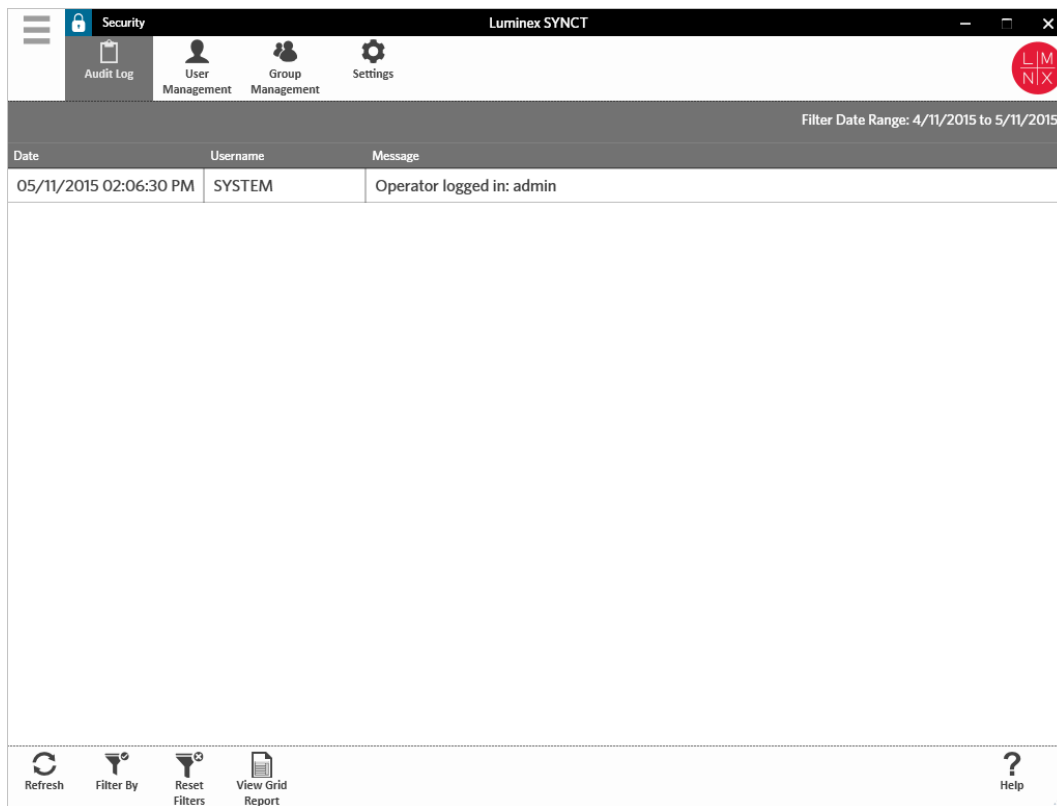 Security
Luminex SYNCT
Audit Log
User
Management
Group
Management
Settings
L M
N X
Filter Date Range: 4/11/2015 to 5/11/2015
Date Username Message
05/11/2015 02:06:30 PM SYSTEM Operator logged in: admin
Refresh
Filter By
Reset
Filters
View Grid
Report
?
Help